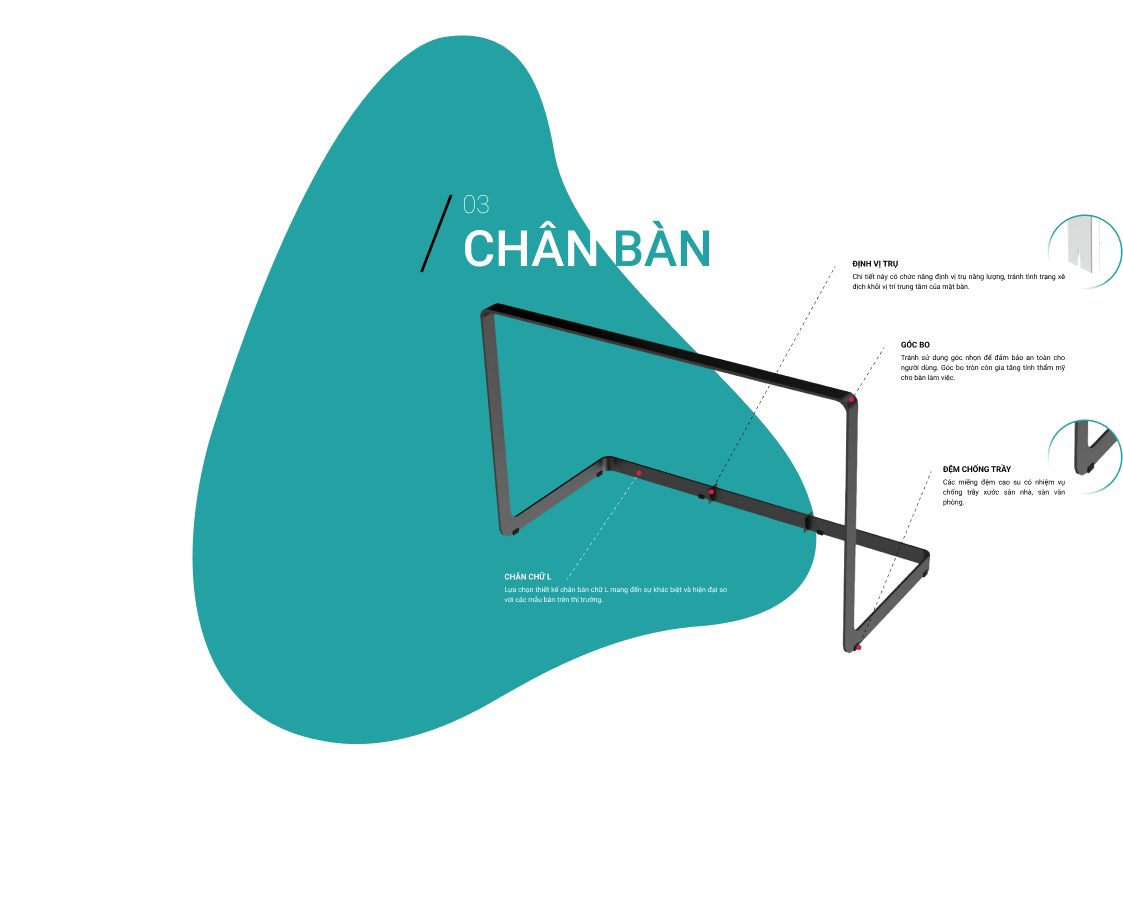 03
CHÂN BÀN
ĐỊNH VỊ TRỤ
Chi tiết này có chức năng định vị trụ năng lượng, tránh tình trạng xê
dịch khỏi vị trí trung tâm của mặt bàn.
GÓC BO
Tránh sử dụng góc nhọn để đảm bảo an toàn cho
người dùng. Góc bo tròn còn gia tăng tính thẩm mỹ
cho bàn làm việc.
ĐỆM CHỐNG TRẦY
Các miếng đệm cao su có nhiệm vụ
chống trầy xước sàn nhà, sàn văn
phòng.
CHÂN CHỮ L
Lựa chọn thiết kế chân bàn chữ L mang đến sự khác biệt và hiện đại so
với các mẫu bàn trên thị trường.